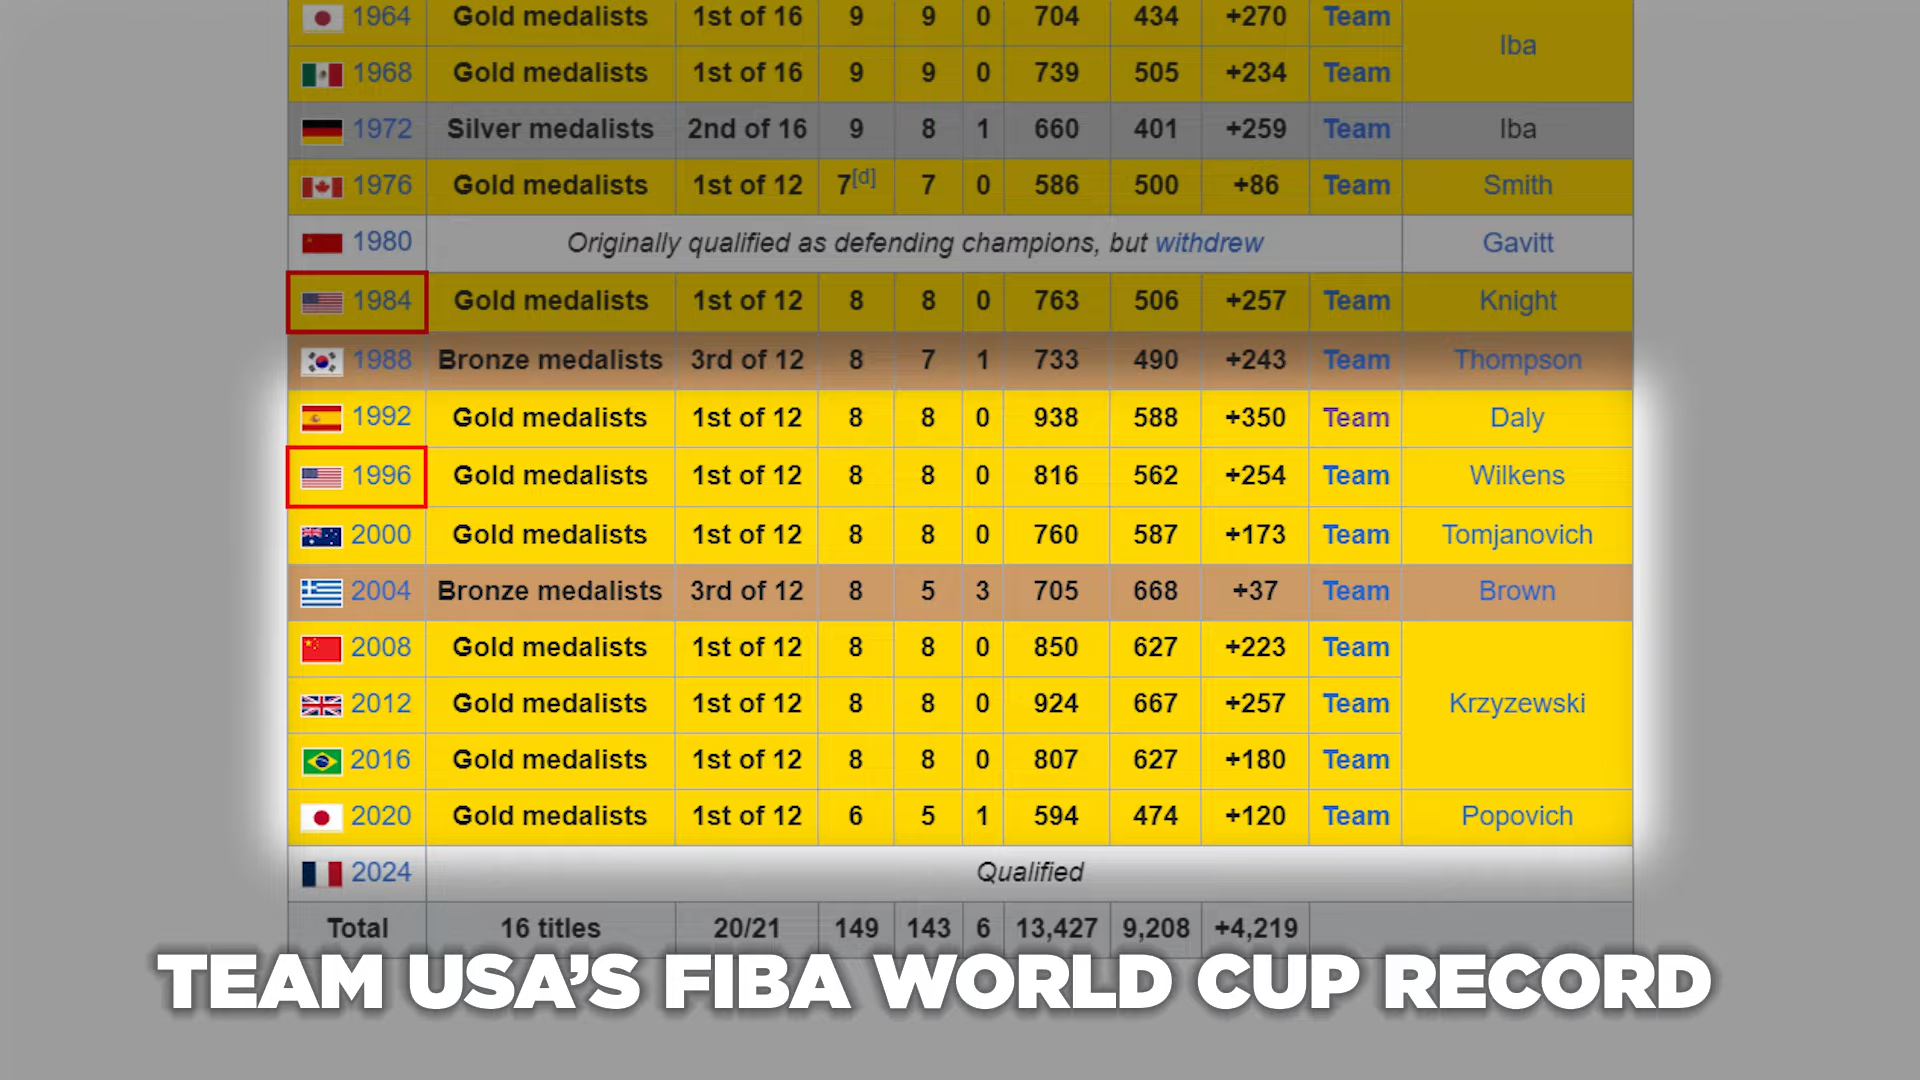 1964 Gold medalists 1st of 16 9 9 0 704 434 +270 Team Iba
1968 Gold medalists 1st of 16 9 9 0 739 505 +234 Team
1972 Silver medalists 2nd of 16 9 8 1 660 401 +259 Team Iba
1976 Gold medalists 1st of 12 7[d] 7 0 586 500 +86 Team Smith
1980 Originally qualified as defending champions, but withdrew Gavitt
1984 Gold medalists 1st of 12 8 8 0 763 506 +257 Team Knight
1988 Bronze medalists 3rd of 12 8 7 1 733 490 +243 Team Thompson
1992 Gold medalists 1st of 12 8 8 0 938 588 +350 Team Daly
1996 Gold medalists 1st of 12 8 8 0 816 562 +254 Team Wilkens
2000 Gold medalists 1st of 12 8 8 0 760 587 +173 Team Tomjanovich
2004 Bronze medalists 3rd of 12 8 5 3 705 668 +37 Team Brown
2008 Gold medalists 1st of 12 8 8 0 850 627 +223 Team
2012 Gold medalists 1st of 12 8 8 0 924 667 +257 Team Krzyzewski
2016 Gold medalists 1st of 12 8 8 0 807 627 +180 Team
2020 Gold medalists 1st of 12 6 5 1 594 474 +120 Team Popovich
2024 Qualified
Total 16 titles 20/21 149 143 6 13,427 9,208 +4,219
TEAM USA'S FIBA WORLD CUP RECORD